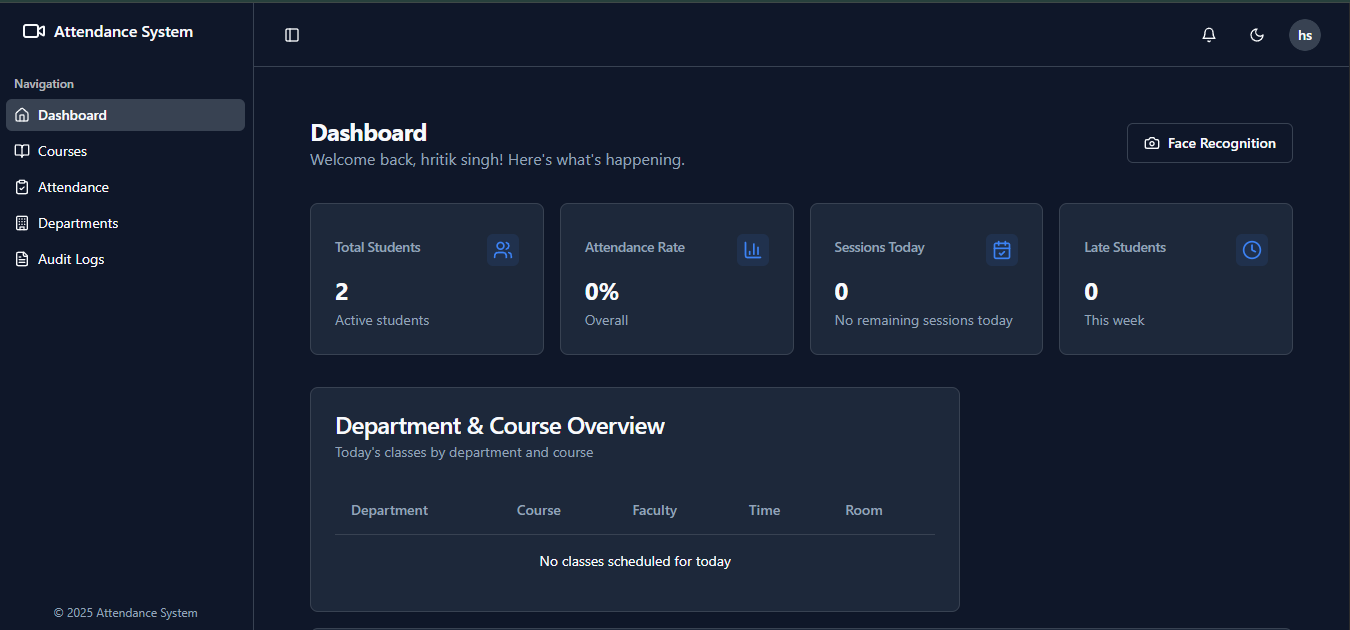 Attendance System
hs
Navigation
Dashboard
Courses
Attendance
Departments
Audit Logs
© 2025 Attendance System
Dashboard
Welcome back, hritik singh! Here's what's happening.
Face Recognition
Total Students
2
Active students
Attendance Rate
0%
Overall
Sessions Today
0
No remaining sessions today
Late Students
0
This week
Department & Course Overview
Today's classes by department and course
Department Course Faculty Time Room
No classes scheduled for today